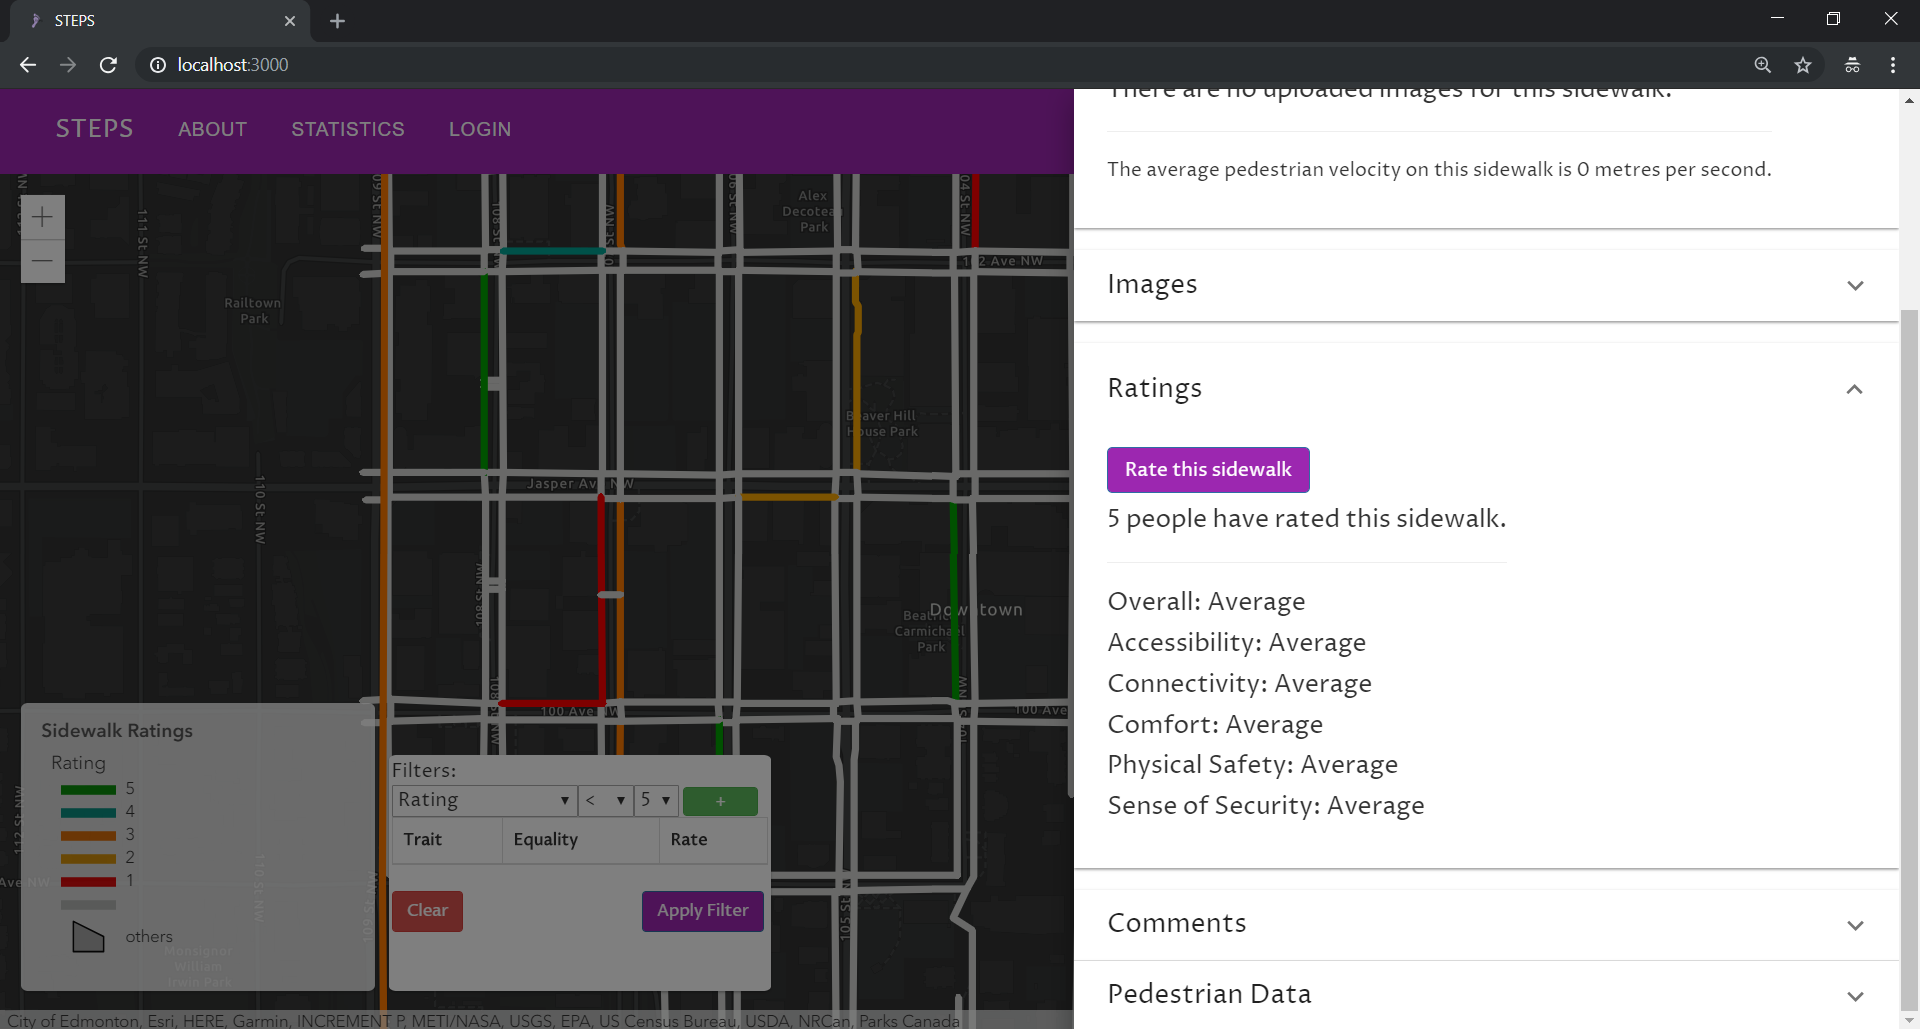 STEPS
localhost:3000
STEPS ABOUT STATISTICS LOGIN
There are no uploaded images for this sidewalk.
The average pedestrian velocity on this sidewalk is 0 metres per second.
Images
Ratings
Rate this sidewalk
5 people have rated this sidewalk.
Overall: Average
Accessibility: Average
Connectivity: Average
Comfort: Average
Physical Safety: Average
Sense of Security: Average
Comments
Pedestrian Data
111 St NW
109 St NW
108 St NW
Alex
Decoteau
Park
04 St NW
102 Ave NW
Railtown
Park
Beaver Hill
House Park
Jasper Ave NW
110 St NW
108 St NW
Downtown
Beatrice
Carmichael
Park
100 Ave NW
100 Ave
112 St NW
110 St NW
109 St NW
105 St NW
Ave NW
Monsignor
William
Irwin Park
Sidewalk Ratings
Rating
5
4
3
2
1
others
Filters:
Rating < 5 +
Trait Equality Rate
Clear Apply Filter
City of Edmonton, Esri, HERE, Garmin, INCREMENT P, METI/NASA, USGS, EPA, US Census Bureau, USDA, NRCan, Parks Canada